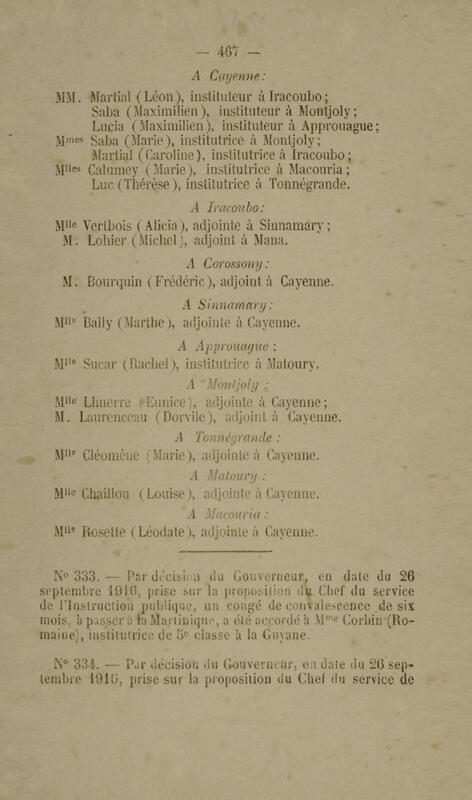 — 467 —
A Cayenne:
MM. Martial (Léon), instituteur à Iracoubo;
Saba (Maximilien), instituteur à Montjoly;
Lucia (Maximilien), instituteur à Approuague;
Mmes Saba (Marie), institutrice à Montjoly;
Martial (Caroline), institutrice à Iracoubo;
Mlles Calumey (Marie), institutrice à Macouria;
Luc (Thérèse), institutrice à Tonnégrande.
A Iracoubo:
Mlle Vertbois (Alicia), adjointe à Sinnamary;
M. Lohier (Michel), adjoint à Mana.
A Corossony:
M. Bourquin (Frédéric), adjoint à Cayenne.
A Sinnamary:
Mlle Bally (Marthe), adjointe à Cayenne.
A Approuague:
Mlle Sucar (Rachel), institutrice à Matoury.
A Montjoly:
Mlle Lhuerre (Eunice), adjointe à Cayenne;
M. Laurenceau (Dorvile), adjoint à Cayenne.
A Tonnégrande:
Mlle Cléomène (Marie), adjointe à Cayenne.
A Matoury:
Mlle Chaillou (Louise), adjointe à Cayenne.
A Macouria:
Mlle Rosette (Léodate), adjointe à Cayenne.
No 333. — Par décision du Gouverneur, en date du 26
septembre 1916, prise sur la proposition du Chef du service
de l'Instruction publique, un congé de convalescence de six
mois, à passer à la Martinique, a été accordé à Mme Corbin (Ro-
maine), institutrice de 5e classe à la Guyane.
No 334. — Par décision du Gouverneur, en date du 26 sep-
tembre 1916, prise sur la proposition du Chef du service de